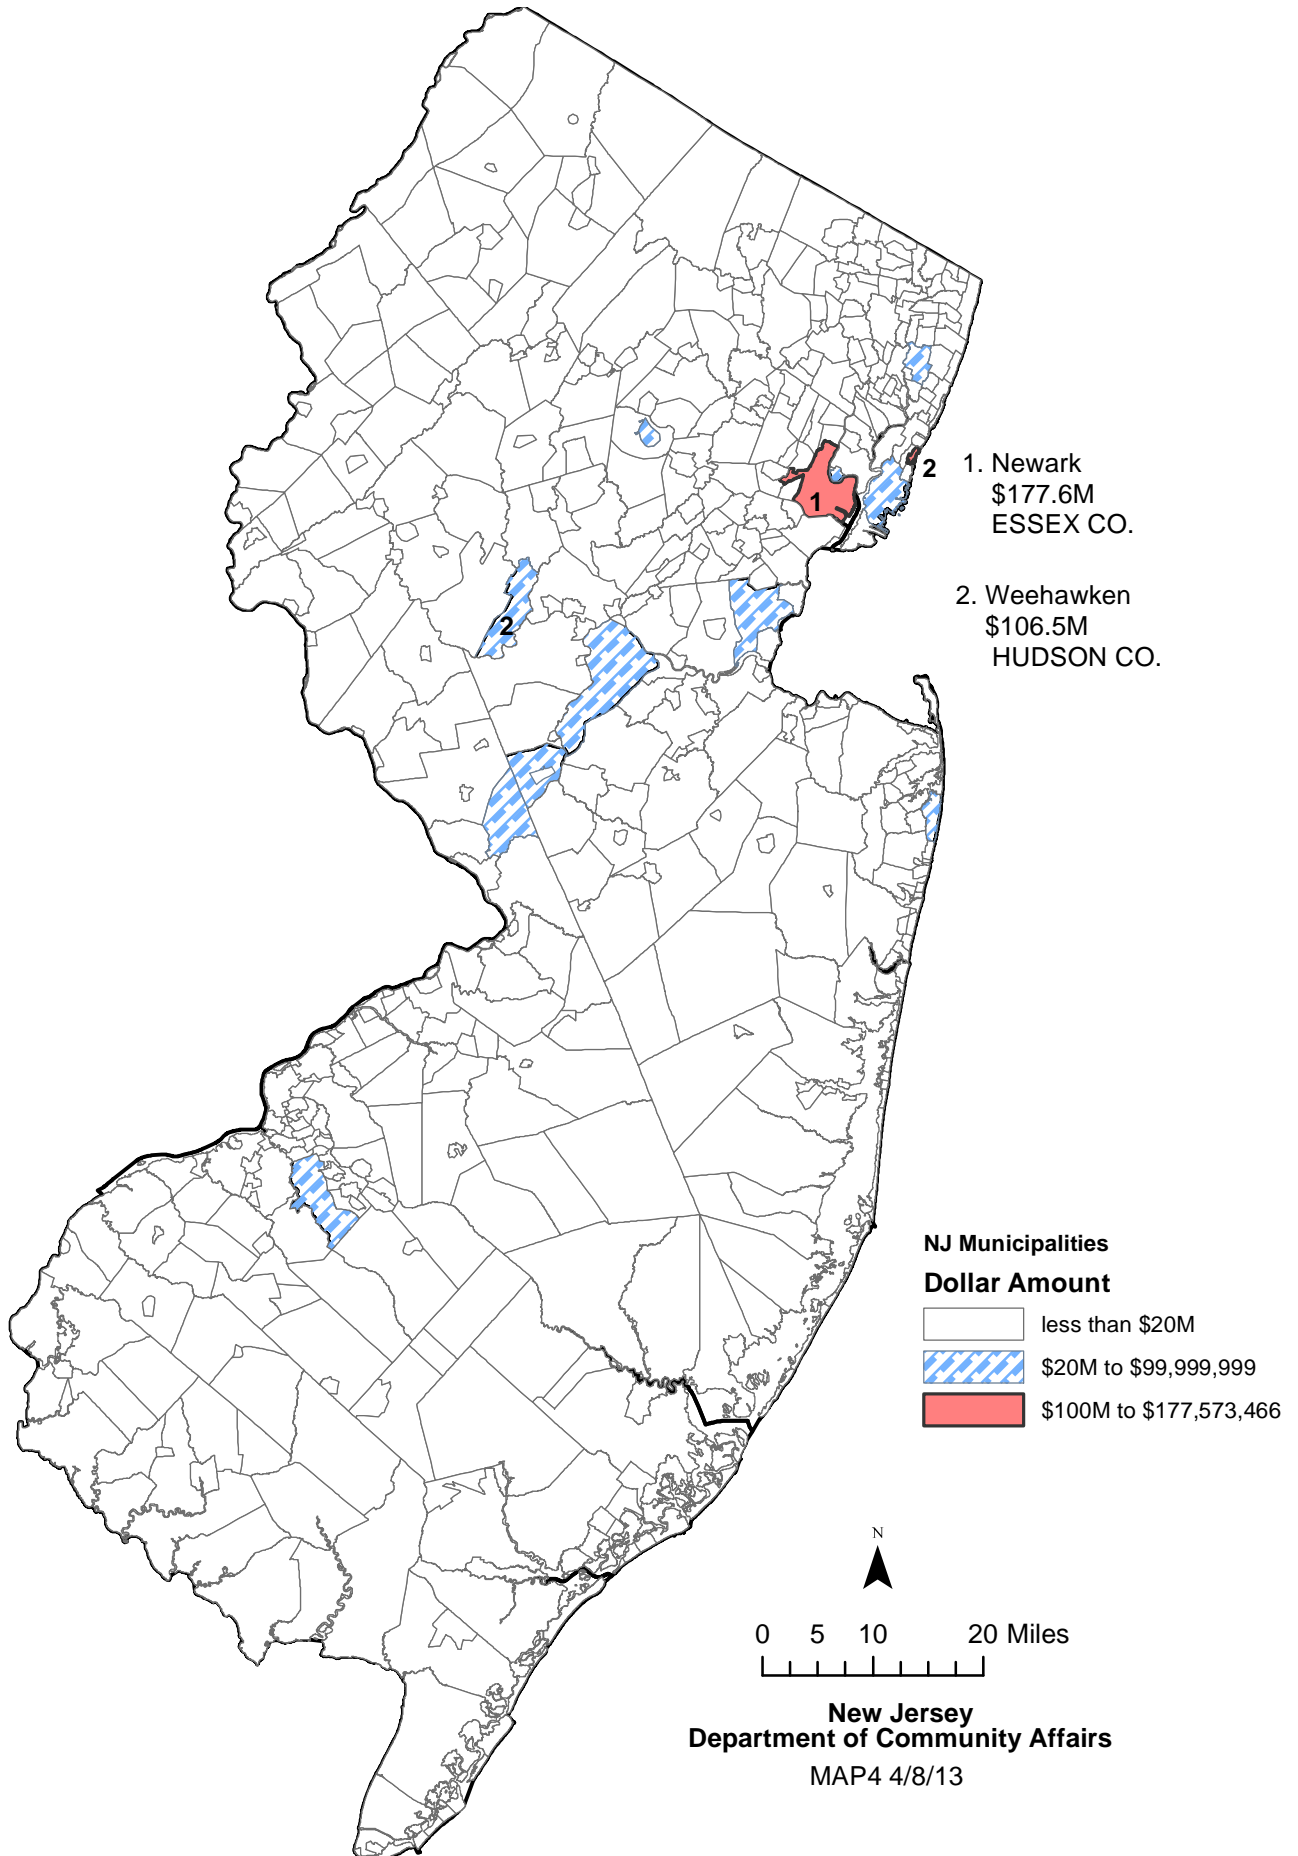 2
1. Newark
$177.6M
ESSEX CO.
1
2. Weehawken
$106.5M
HUDSON CO.
2
NJ Municipalities
Dollar Amount
less than $20M
$20M to $99,999,999
$100M to $177,573,466
N
0 5 10 20 Miles
New Jersey
Department of Community Affairs
MAP4 4/8/13